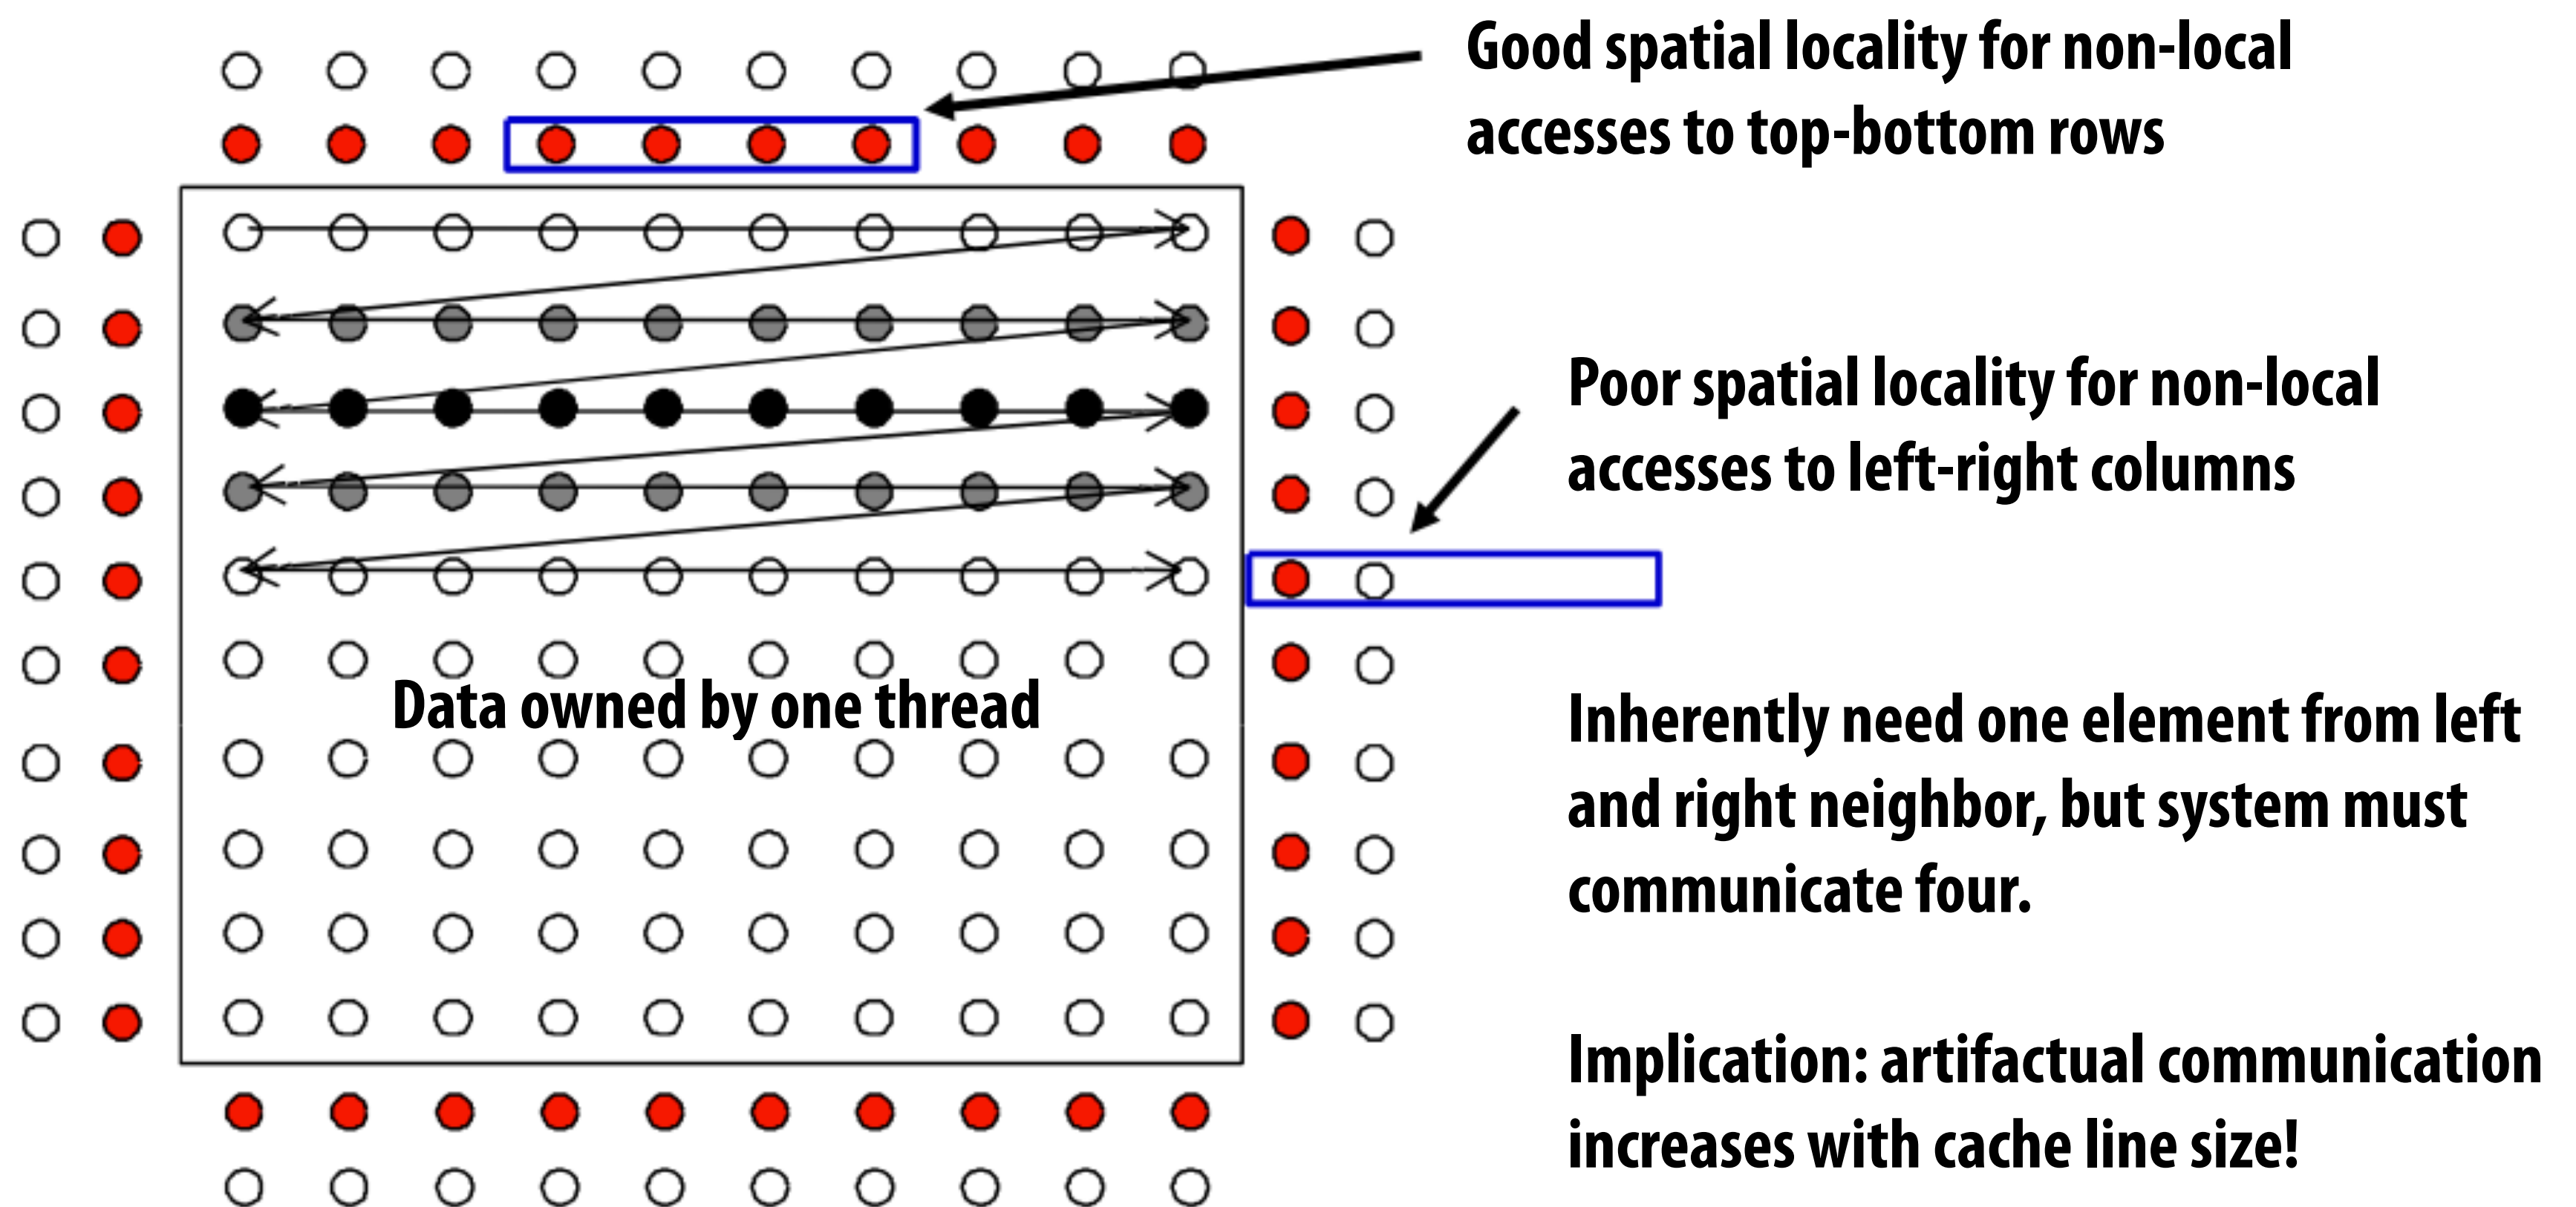 Good spatial locality for non-local
accesses to top-bottom rows
Poor spatial locality for non-local
accesses to left-right columns
Data owned by one thread
Inherently need one element from left
and right neighbor, but system must
communicate four.
Implication: artifactual communication
increases with cache line size!